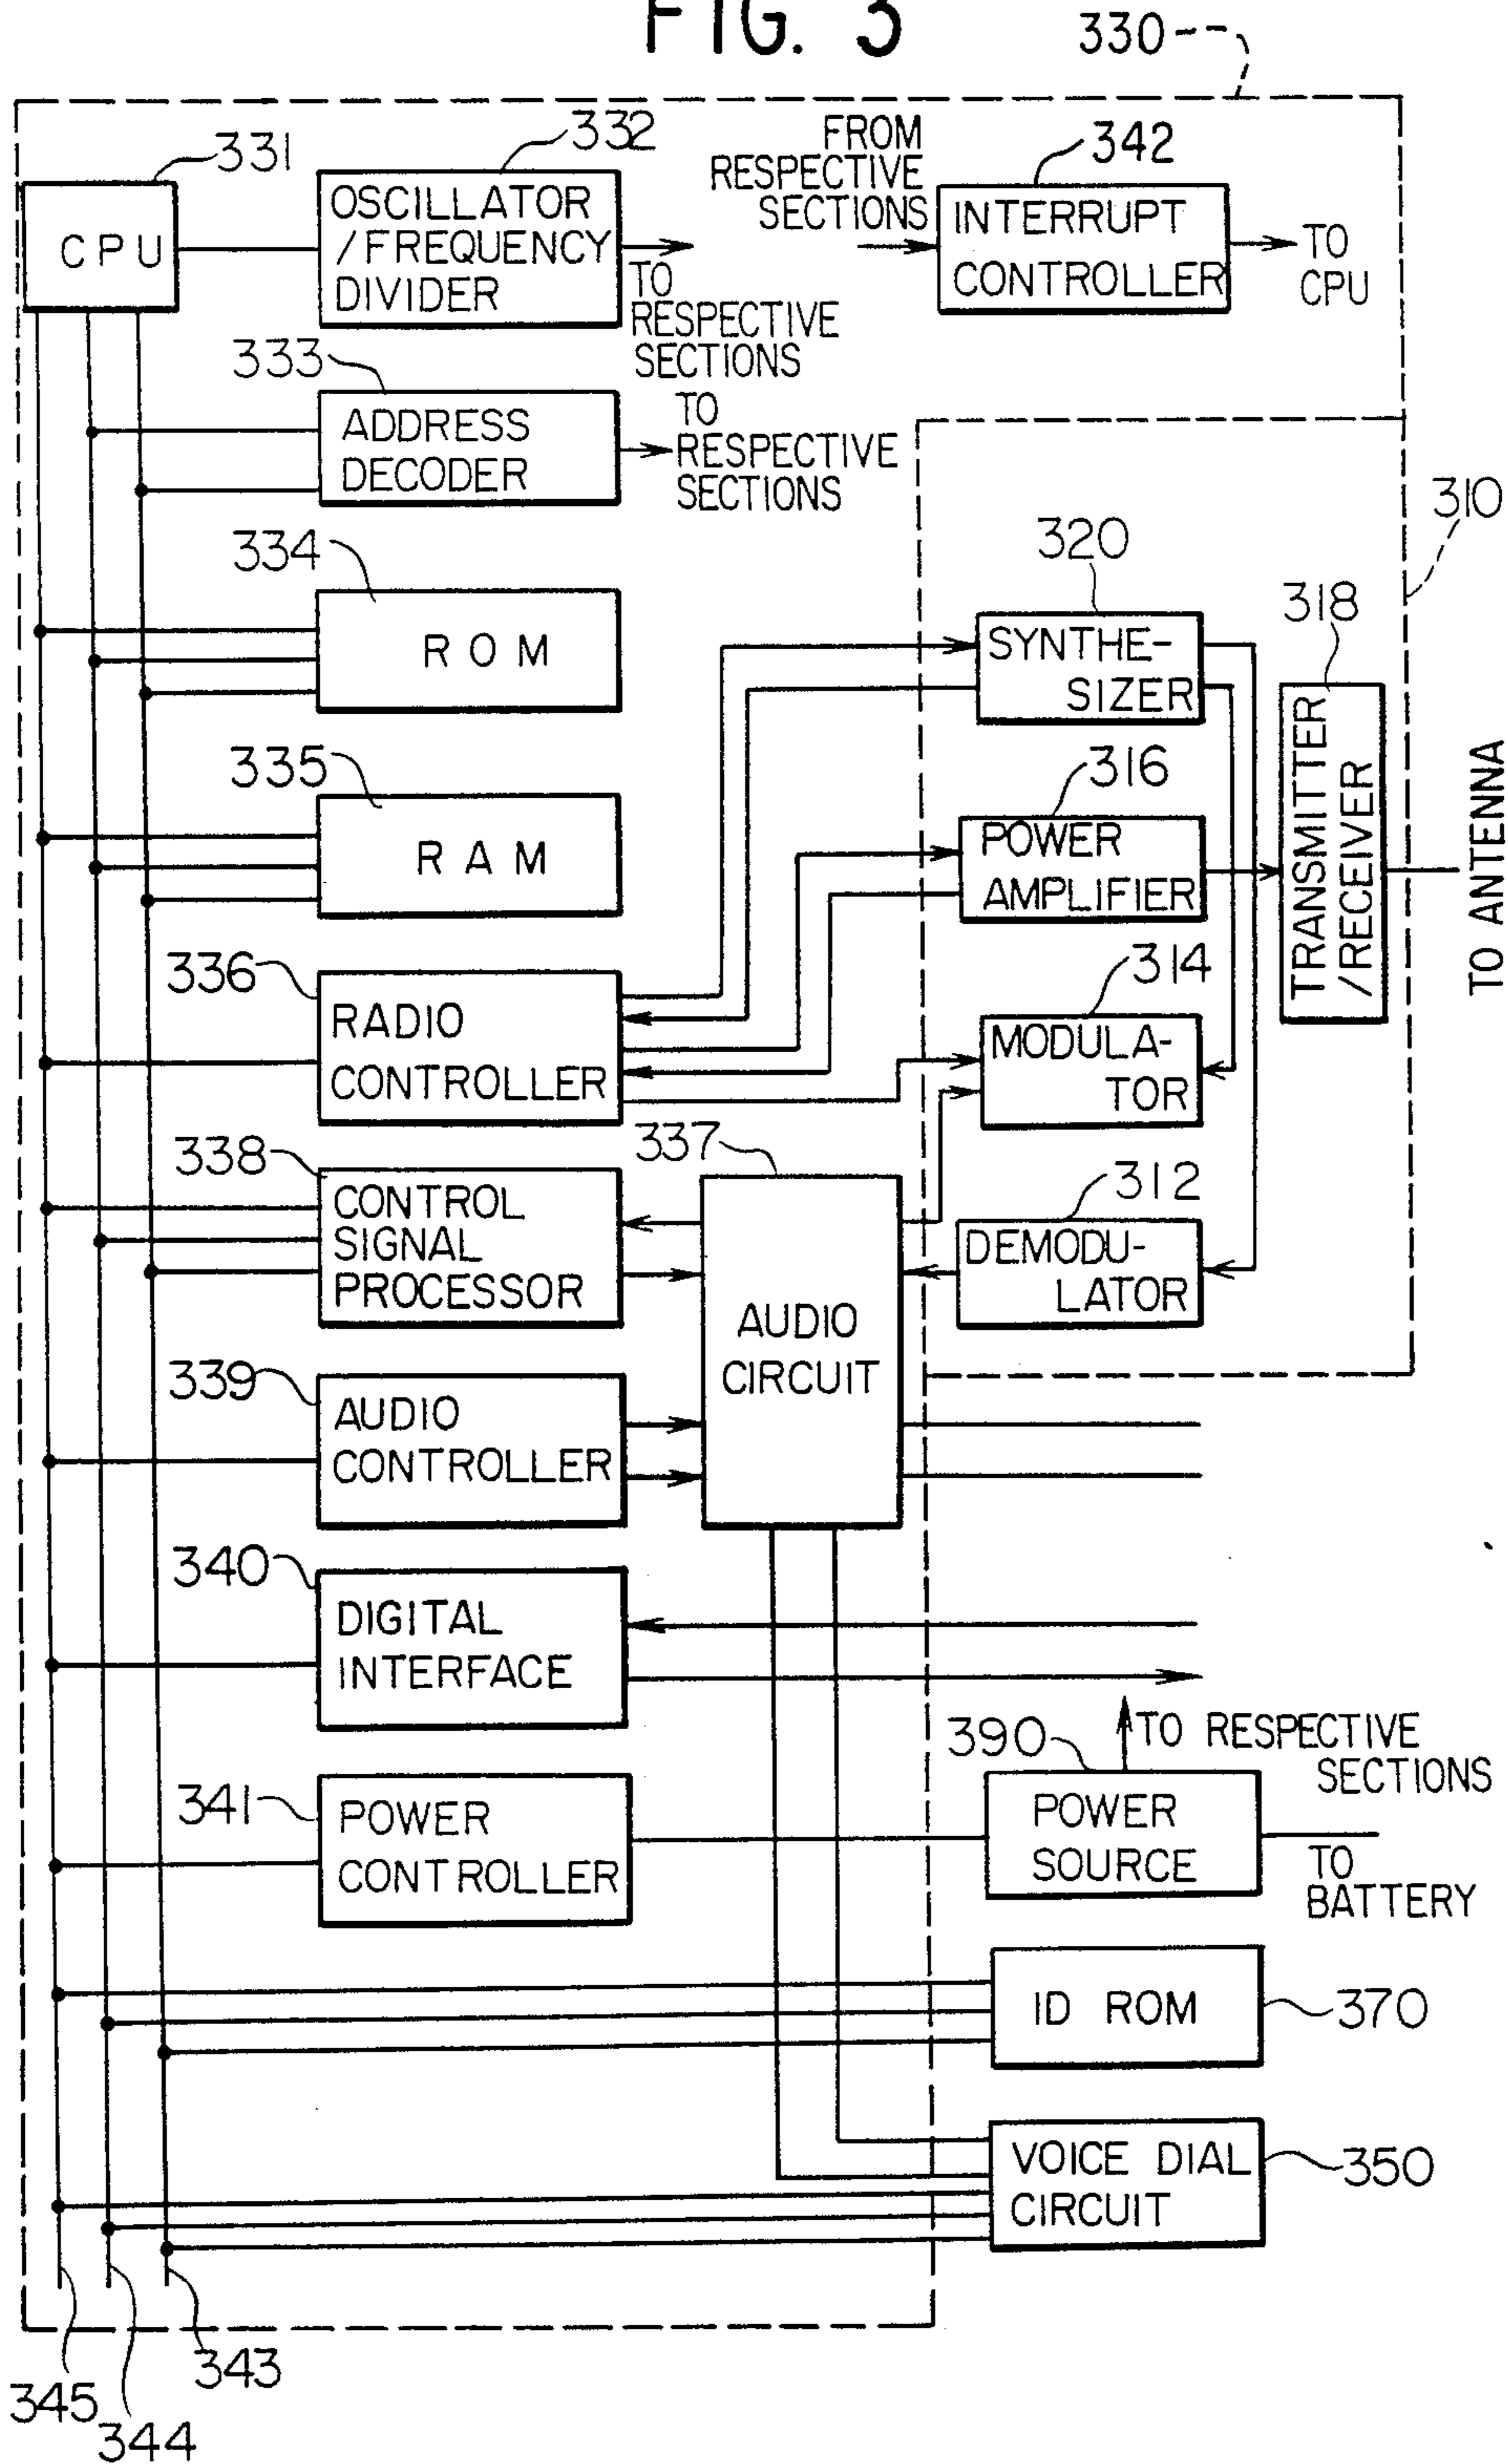 FIG. 3
330
331
CPU
332
OSCILLATOR
/FREQUENCY
DIVIDER
TO
RESPECTIVE
SECTIONS
FROM
RESPECTIVE
SECTIONS
342
INTERRUPT
CONTROLLER
TO
CPU
333
ADDRESS
DECODER
TO
RESPECTIVE
SECTIONS
310
334
ROM
320
SYNTHE-
SIZER
318
TRANSMITTER
/RECEIVER
TO ANTENNA
335
RAM
316
POWER
AMPLIFIER
336
RADIO
CONTROLLER
314
MODULA-
TOR
338
CONTROL
SIGNAL
PROCESSOR
337
AUDIO
CIRCUIT
312
DEMODU-
LATOR
339
AUDIO
CONTROLLER
340
DIGITAL
INTERFACE
341
POWER
CONTROLLER
390
TO RESPECTIVE
SECTIONS
POWER
SOURCE
TO
BATTERY
ID ROM
370
VOICE DIAL
CIRCUIT
350
345
344
343